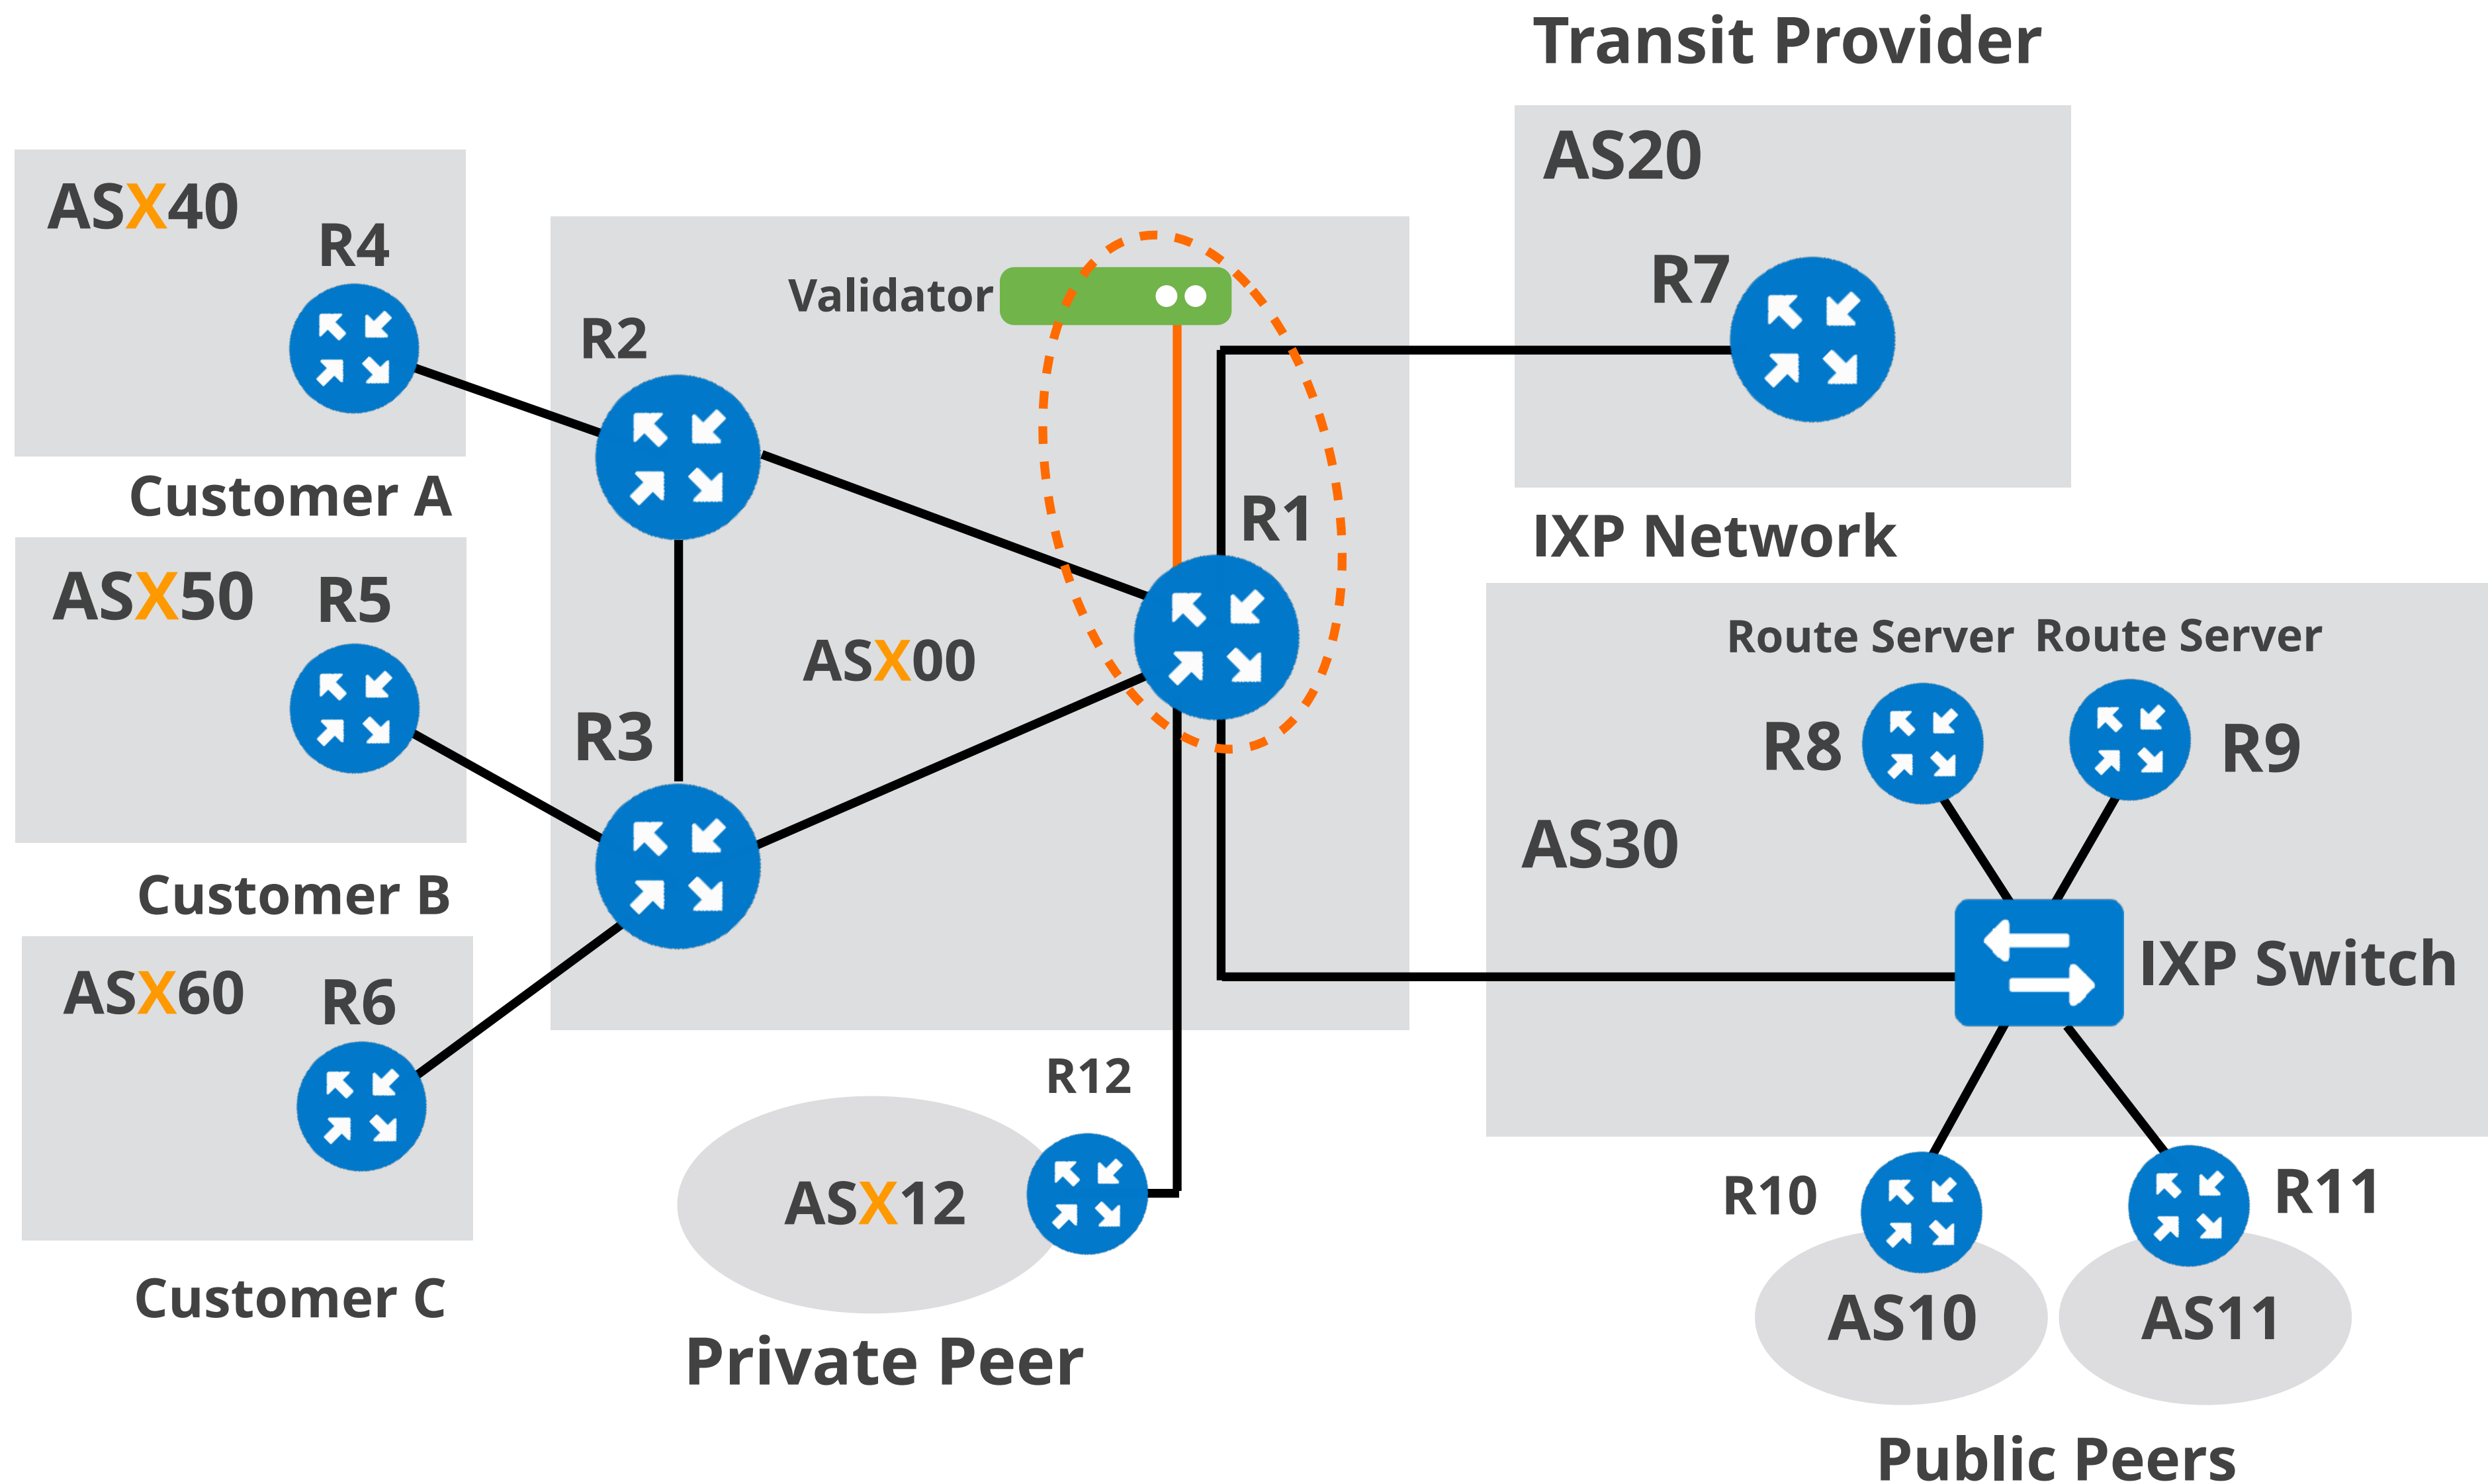 Transit Provider
AS20
R7
ASX40
R4
Customer A
Validator
R2
R1
IXP Network
ASX50
R5
Customer B
ASX00
R3
Route Server
Route Server
R8
R9
AS30
IXP Switch
ASX60
R6
Customer C
R12
ASX12
Private Peer
R10
R11
AS10
AS11
Public Peers